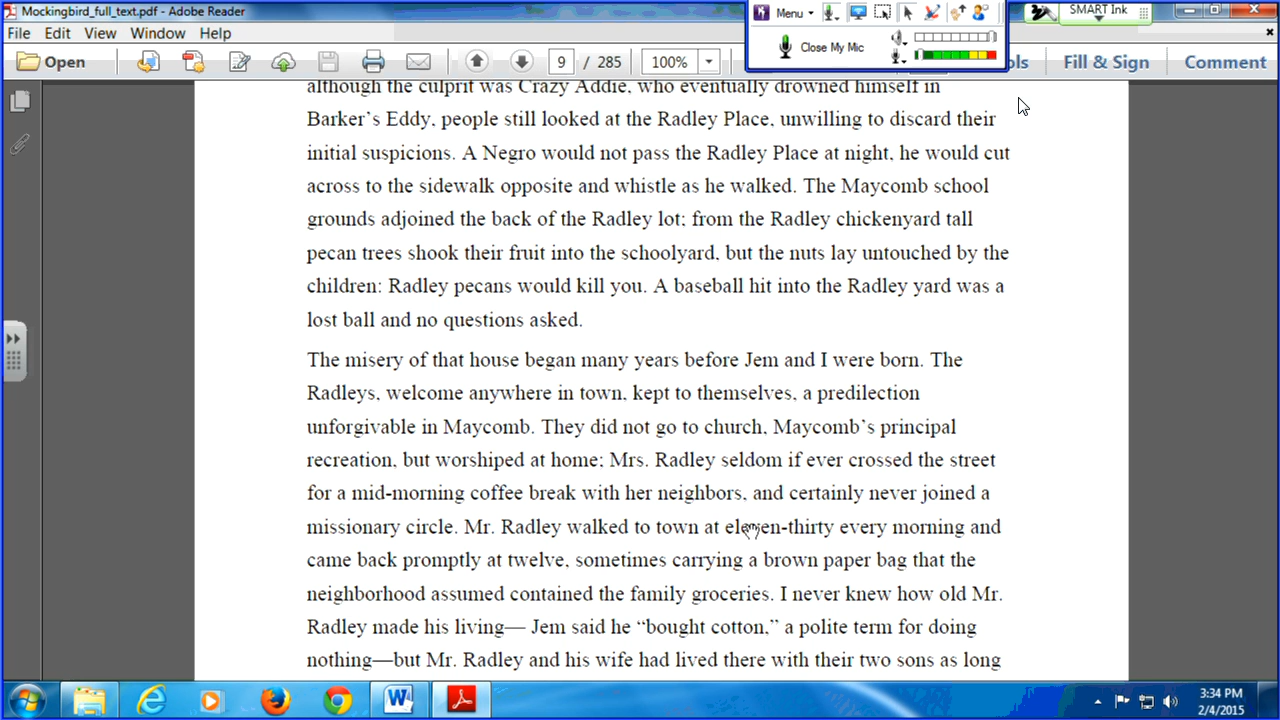 Mockingbird_full_text.pdf - Adobe Reader
Menu
SMART Ink
File Edit View Window Help
Close My Mic
Open
9 / 285
100%
ols
Fill & Sign
Comment
although the culprit was Crazy Addie, who eventually drowned himself in
Barker’s Eddy, people still looked at the Radley Place, unwilling to discard their
initial suspicions. A Negro would not pass the Radley Place at night, he would cut
across to the sidewalk opposite and whistle as he walked. The Maycomb school
grounds adjoined the back of the Radley lot; from the Radley chickenyard tall
pecan trees shook their fruit into the schoolyard, but the nuts lay untouched by the
children: Radley pecans would kill you. A baseball hit into the Radley yard was a
lost ball and no questions asked.
The misery of that house began many years before Jem and I were born. The
Radleys, welcome anywhere in town, kept to themselves, a predilection
unforgivable in Maycomb. They did not go to church, Maycomb’s principal
recreation, but worshiped at home; Mrs. Radley seldom if ever crossed the street
for a mid-morning coffee break with her neighbors, and certainly never joined a
missionary circle. Mr. Radley walked to town at eleven-thirty every morning and
came back promptly at twelve, sometimes carrying a brown paper bag that the
neighborhood assumed contained the family groceries. I never knew how old Mr.
Radley made his living— Jem said he “bought cotton,” a polite term for doing
nothing—but Mr. Radley and his wife had lived there with their two sons as long
3:34 PM
2/4/2015